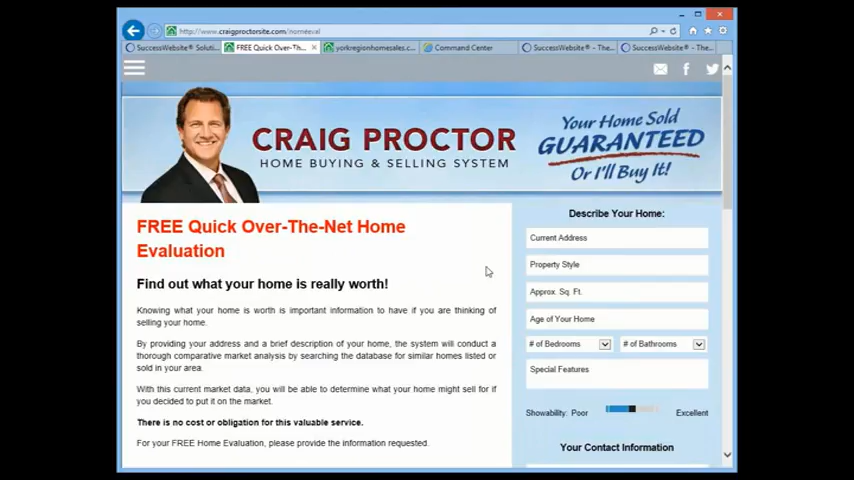 http://www.craigproctorsite.com/homeeval
SuccessWebsite® Soluti...
FREE Quick Over-Th...
yorkregionhomesales.c...
Command Center
SuccessWebsite® - The...
SuccessWebsite® - The...
CRAIG PROCTOR
HOME BUYING & SELLING SYSTEM
Your Home Sold
GUARANTEED
Or I'll Buy It!
FREE Quick Over-The-Net Home
Evaluation
Find out what your home is really worth!
Knowing what your home is worth is important information to have if you are thinking of
selling your home.
By providing your address and a brief description of your home, the system will conduct a
thorough comparative market analysis by searching the database for similar homes listed or
sold in your area.
With this current market data, you will be able to determine what your home might sell for if
you decided to put it on the market.
There is no cost or obligation for this valuable service.
For your FREE Home Evaluation, please provide the information requested.
Describe Your Home:
Current Address
Property Style
Approx. Sq. Ft.
Age of Your Home
# of Bedrooms
# of Bathrooms
Special Features
Showability: Poor
Excellent
Your Contact Information